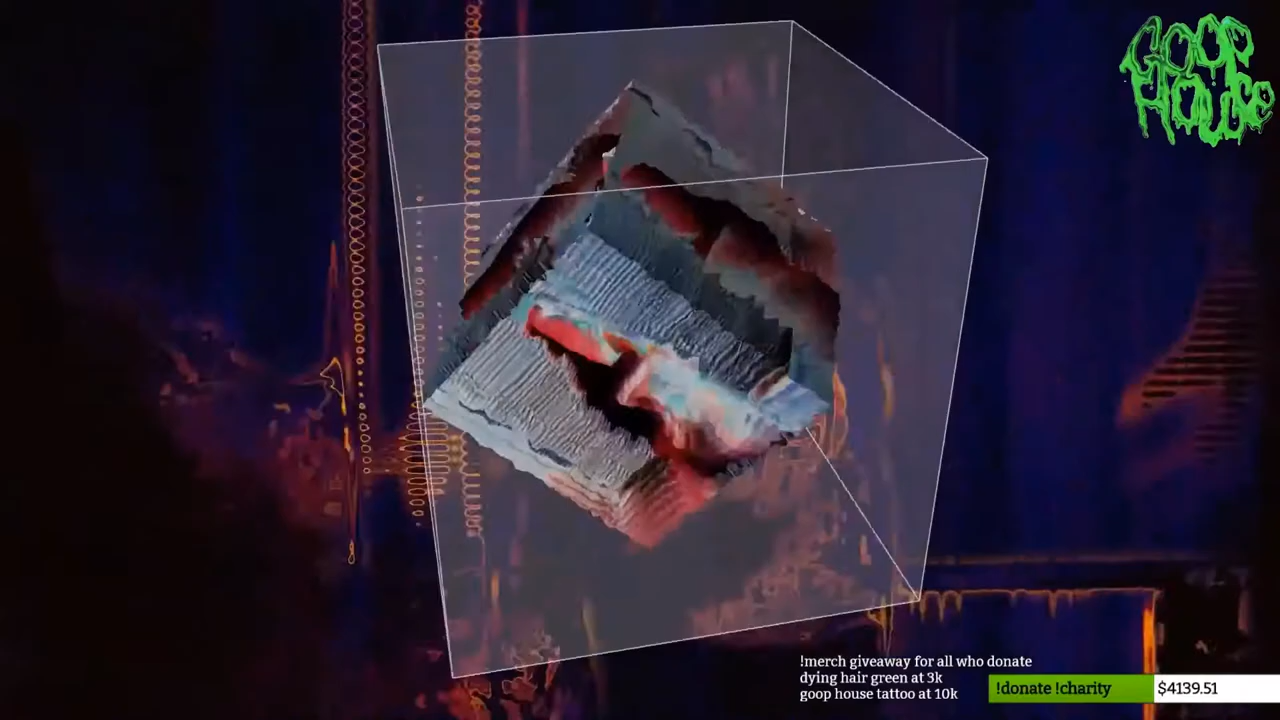 GOOP
HOUSE
!merch giveaway for all who donate
dying hair green at 3k
goop house tattoo at 10k
!donate !charity
$4139.51